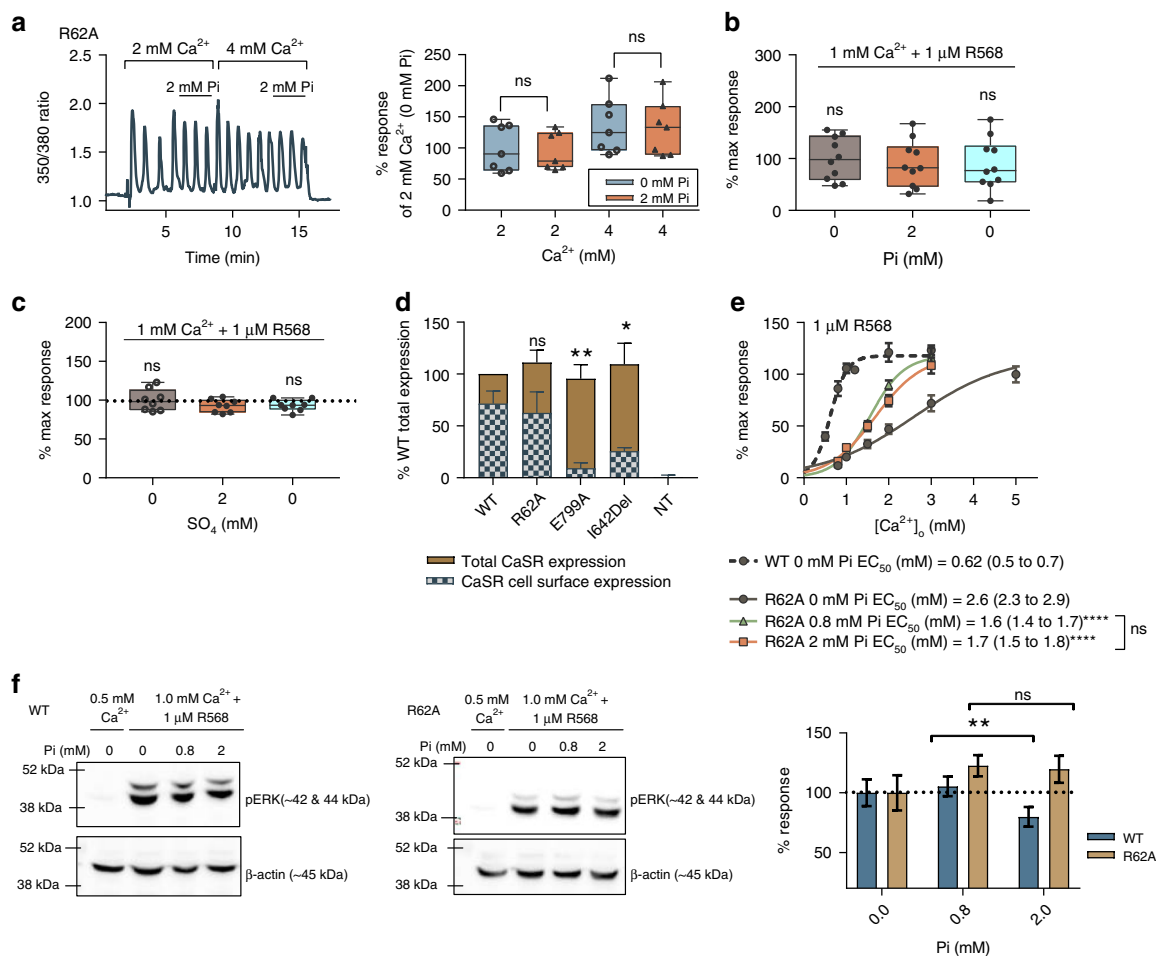 a
R62A
2 mM Ca²⁺ 4 mM Ca²⁺
2 mM Pi 2 mM Pi
350/380 ratio
2.5
2.0
1.5
1.0
5 10 15
Time (min)
% response
of 2 mM Ca²⁺ (0 mM Pi)
250
200
150
100
50
0
ns
ns
0 mM Pi
2 mM Pi
2 2 4 4
Ca²⁺ (mM)
b
1 mM Ca²⁺ + 1 μM R568
% max response
300
200
100
0
ns
ns
0 2 0
Pi (mM)
c
1 mM Ca²⁺ + 1 μM R568
% max response
200
150
100
50
0
ns
ns
0 2 0
SO₄ (mM)
d
% WT total expression
150
100
50
0
ns
**
*
WT R62A E799A I642Del NT
Total CaSR expression
CaSR cell surface expression
e
1 μM R568
% max response
150
100
50
0
0 1 2 3 4 5
[Ca²⁺]ₒ (mM)
WT 0 mM Pi EC₅₀ (mM) = 0.62 (0.5 to 0.7)
R62A 0 mM Pi EC₅₀ (mM) = 2.6 (2.3 to 2.9)
R62A 0.8 mM Pi EC₅₀ (mM) = 1.6 (1.4 to 1.7)****
R62A 2 mM Pi EC₅₀ (mM) = 1.7 (1.5 to 1.8)****
ns
f
WT
0.5 mM
Ca²⁺
1.0 mM Ca²⁺ +
1 μM R568
Pi (mM) 0 0 0.8 2
52 kDa
38 kDa
pERK(~42 & 44 kDa)
52 kDa
38 kDa
β-actin (~45 kDa)
R62A
0.5 mM
Ca²⁺
1.0 mM Ca²⁺ +
1 μM R568
Pi (mM) 0 0 0.8 2
52 kDa
38 kDa
pERK(~42 & 44 kDa)
52 kDa
38 kDa
β-actin (~45 kDa)
ns
**
% response
150
100
50
0.0 0.8 2.0
Pi (mM)
WT
R62A